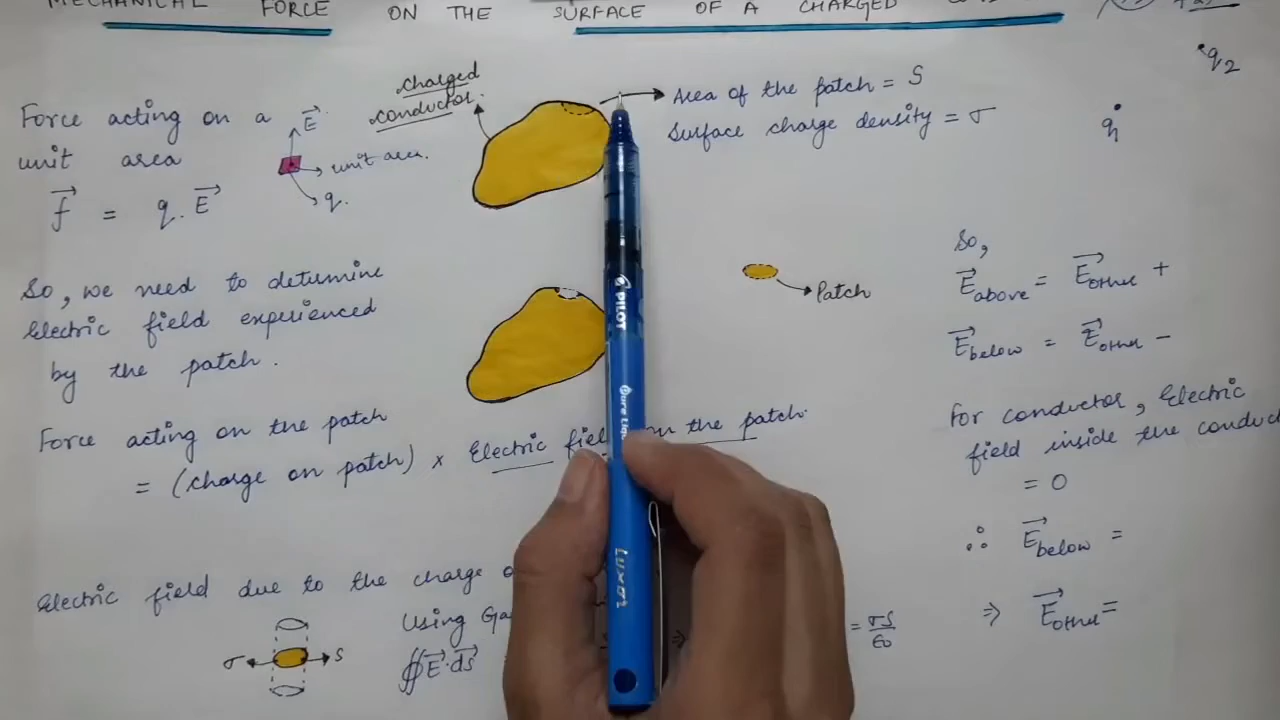 MECHANICAL FORCE ON THE SURFACE OF A CHARGED
Force acting on a
unit area
f⃗ = q. E⃗
E⃗
unit area.
q.
charged
conductor.
Area of the patch = S
Surface charge density = σ
q1
q2
So, we need to determine
electric field experienced
by the patch.
Patch
So,
E⃗above = E⃗other +
E⃗below = E⃗other −
Force acting on the patch
= (charge on patch) × Electric field on the patch.
For conductor, Electric
field inside the conduc
= 0
∴ E⃗below =
⇒ E⃗other =
Electric field due to the charge
Using
∯E⃗.ds⃗
= σS/ε0
σ
S
PILOT
Pure Liqu
LUXOR